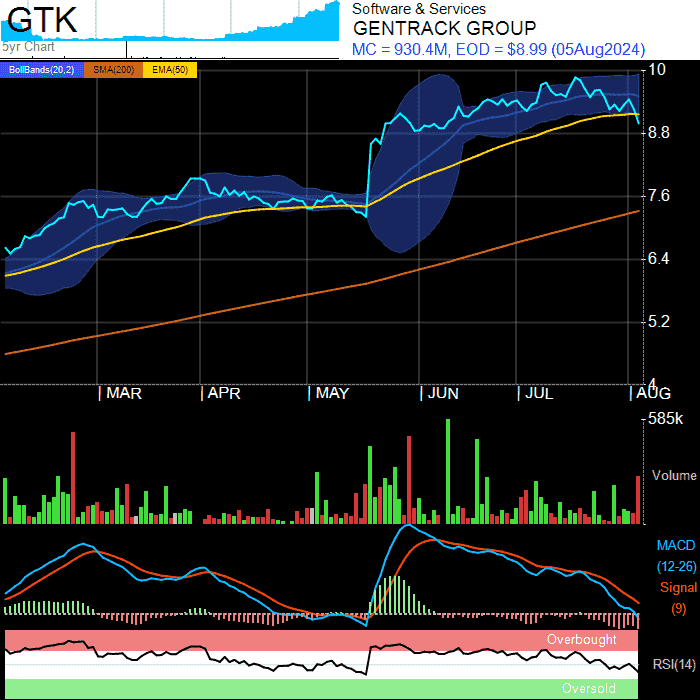 GTK
5yr Chart
Software & Services
GENTRACK GROUP
MC = 930.4M, EOD = $8.99 (05Aug2024)
BollBands(20,2) SMA(200) EMA(50)
10
8.8
7.6
6.4
5.2
4
MAR APR MAY JUN JUL AUG
585k
Volume
MACD
(12-26)
Signal
(9)
Overbought
RSI(14)
Oversold